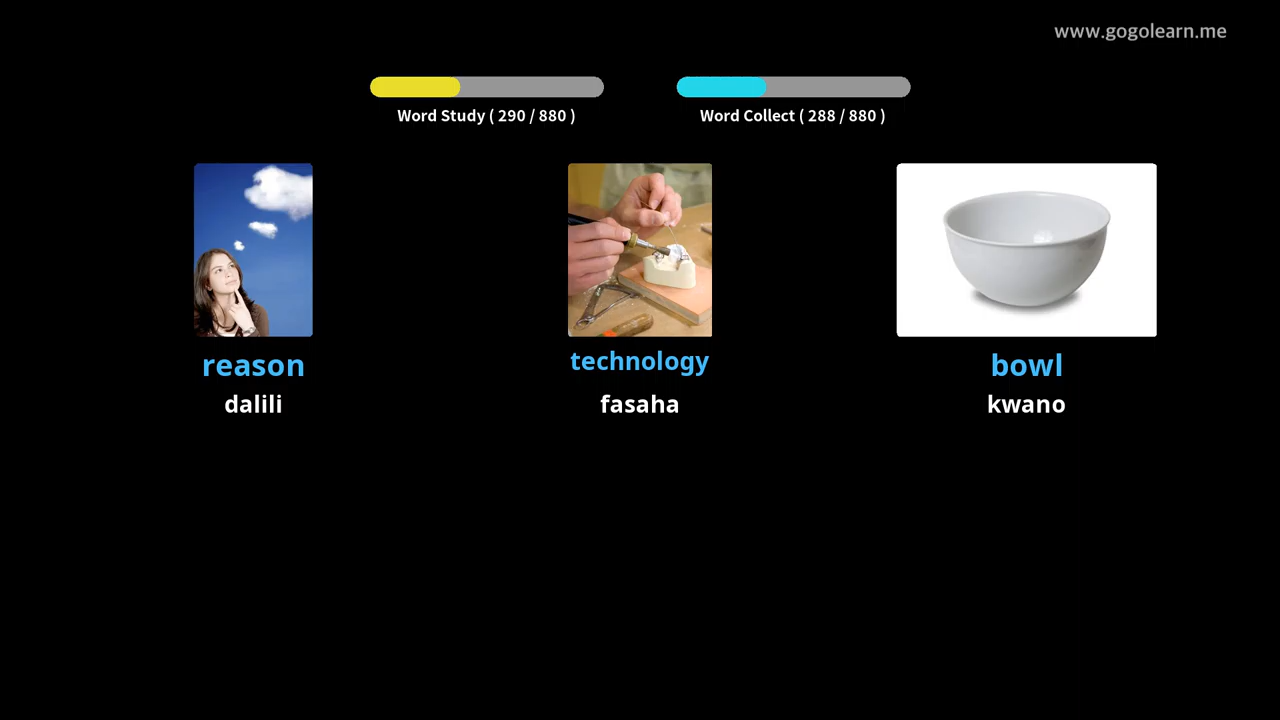 www.gogolearn.me
Word Study ( 290 / 880 )
Word Collect ( 288 / 880 )
reason
dalili
technology
fasaha
bowl
kwano